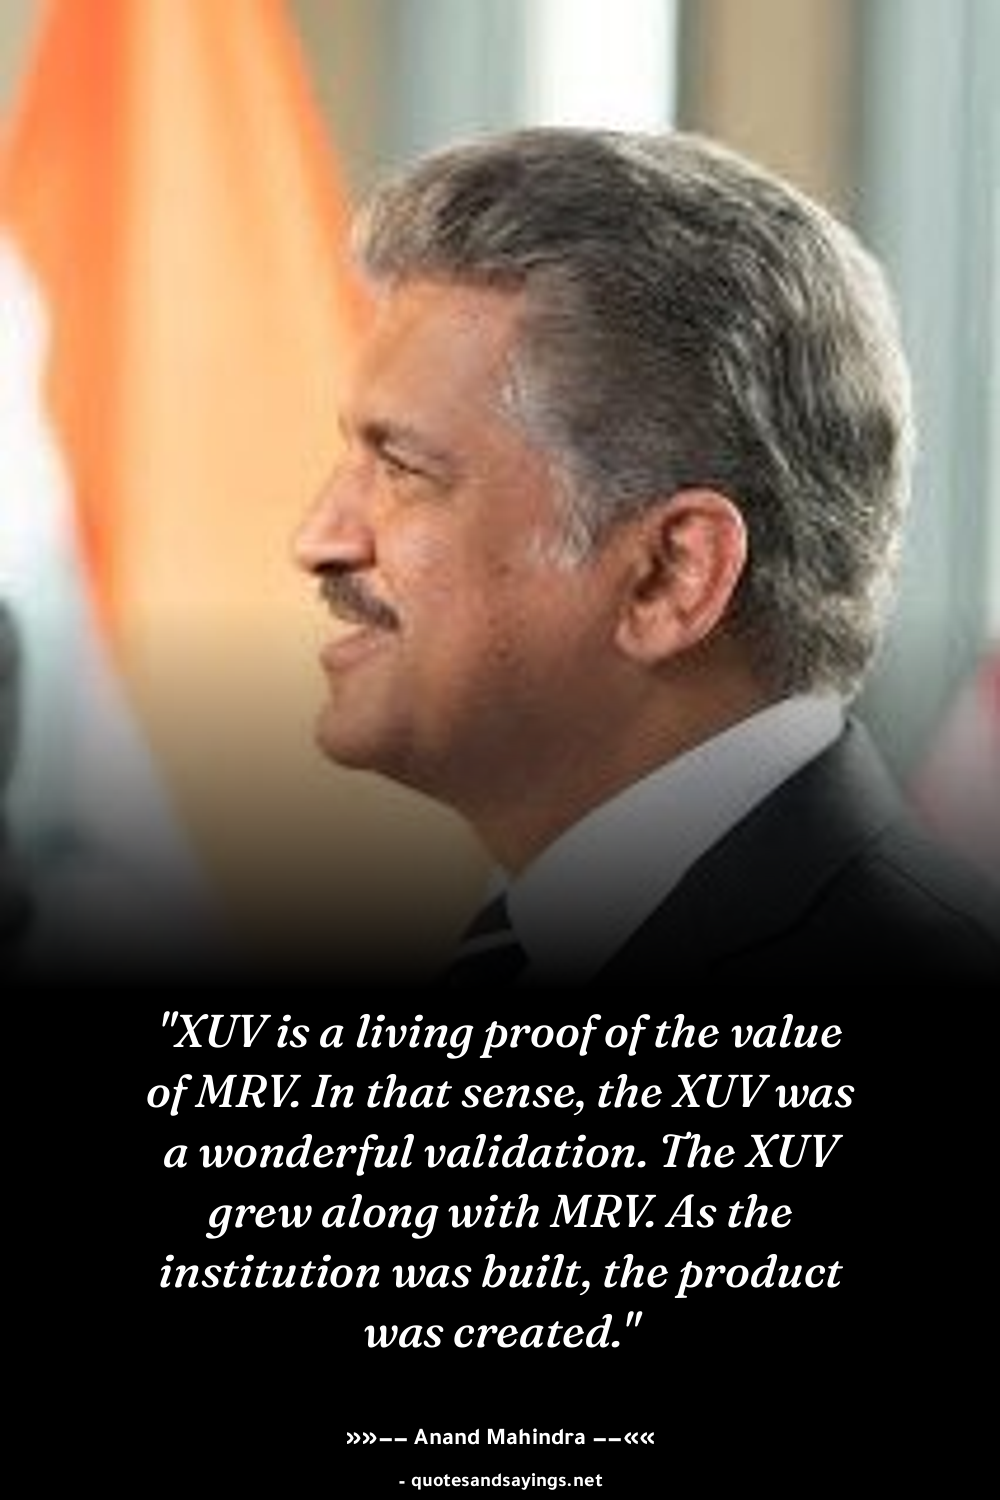 "XUV is a living proof of the value
of MRV. In that sense, the XUV was
a wonderful validation. The XUV
grew along with MRV. As the
institution was built, the product
was created."
»»−− Anand Mahindra −−««
- quotesandsayings.net